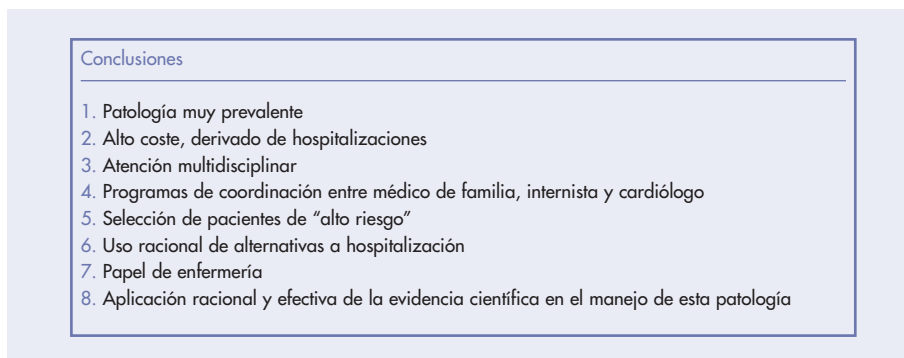 Conclusiones
1. Patología muy prevalente
2. Alto coste, derivado de hospitalizaciones
3. Atención multidisciplinar
4. Programas de coordinación entre médico de familia, internista y cardiólogo
5. Selección de pacientes de “alto riesgo”
6. Uso racional de alternativas a hospitalización
7. Papel de enfermería
8. Aplicación racional y efectiva de la evidencia científica en el manejo de esta patología